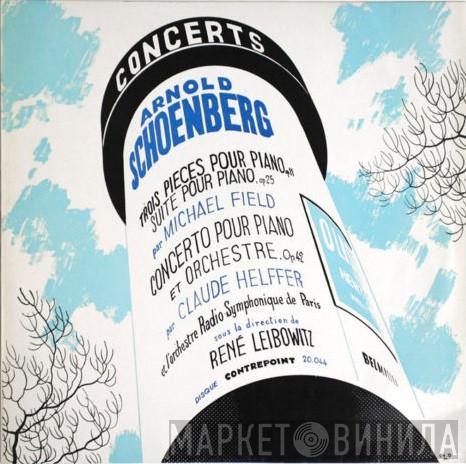 CONCERTS
ARNOLD
SCHOENBERG
TROIS PIECES POUR PIANO, 11
SUITE POUR PIANO. op 25
par MICHAEL FIELD
CONCERTO POUR PIANO
ET ORCHESTRE. Op 42
par CLAUDE HELFFER
et l'orchestre Radio-Symphonique de Paris
sous la direction de
RENÉ LEIBOWITZ
DISQUE CONTREPOINT 20.044
МАРКЕТ ВИНИЛА